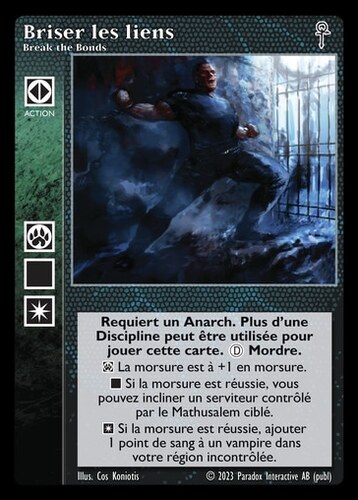 Briser les liens
Break the Bonds
ACTION
Requiert un Anarch. Plus d'une
Discipline peut être utilisée pour
jouer cette carte. D Mordre.
La morsure est à +1 en morsure.
Si la morsure est réussie, vous
pouvez incliner un serviteur contrôlé
par le Mathusalem ciblé.
Si la morsure est réussie, ajouter
1 point de sang à un vampire dans
votre région incontrôlée.
Illus. Cos Koniotis © 2023 Paradox Interactive AB (publ)